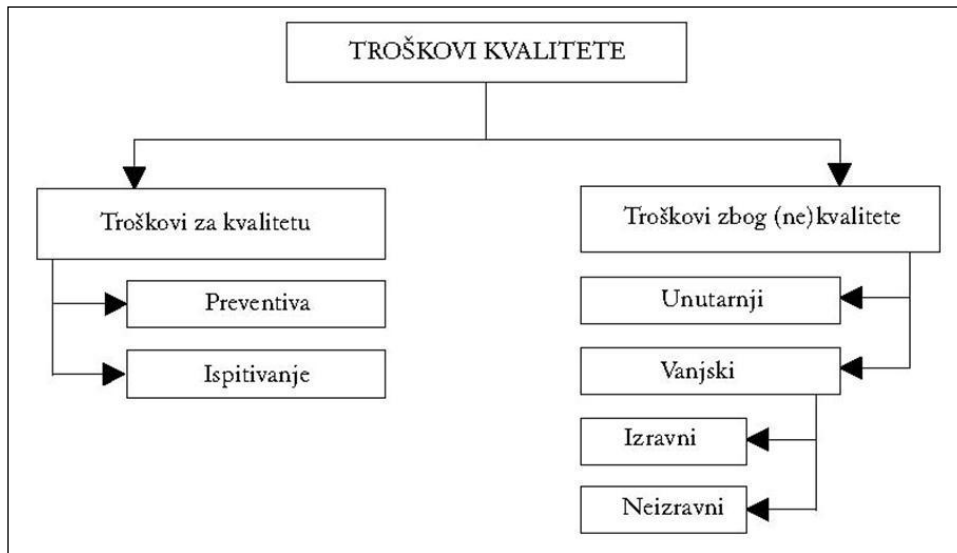 TROŠKOVI KVALITETE
Troškovi za kvalitetu
Preventiva
Ispitivanje
Troškovi zbog (ne)kvalitete
Unutarnji
Vanjski
Izravni
Neizravni